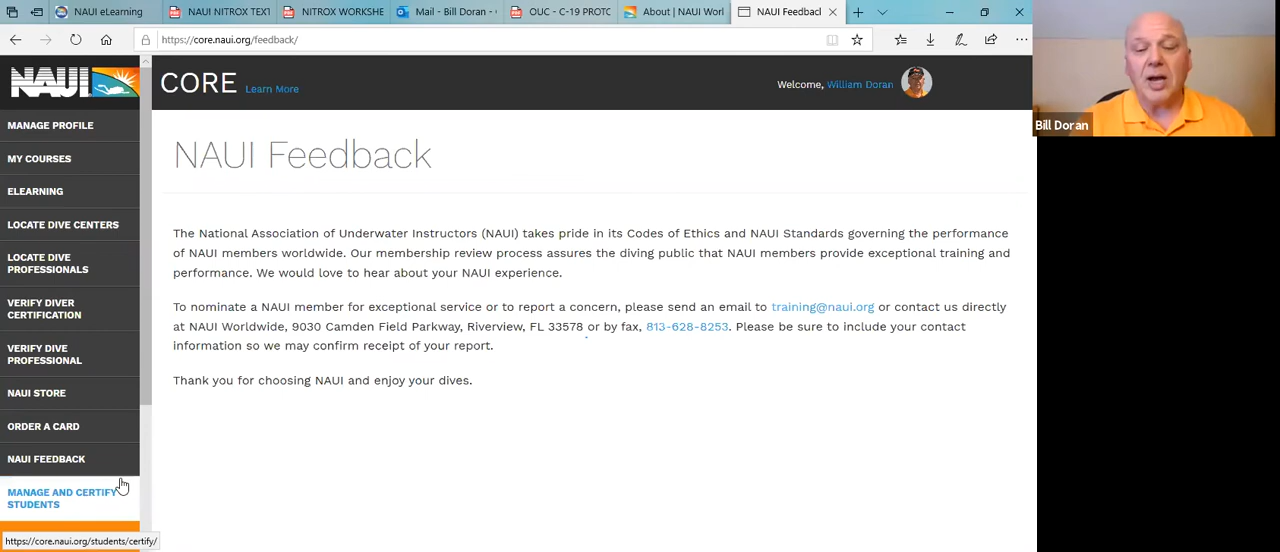 NAUI eLearning
NAUI NITROX TEXT
NITROX WORKSHE
Mail - Bill Doran -
OUC - C-19 PROTO
About | NAUI Worl
NAUI Feedback
https://core.naui.org/feedback/
NAUI
CORE Learn More
Welcome, William Doran
MANAGE PROFILE
MY COURSES
ELEARNING
LOCATE DIVE CENTERS
LOCATE DIVE
PROFESSIONALS
VERIFY DIVER
CERTIFICATION
VERIFY DIVE
PROFESSIONAL
NAUI STORE
ORDER A CARD
NAUI FEEDBACK
MANAGE AND CERTIFY
STUDENTS
https://core.naui.org/students/certify/
NAUI Feedback
The National Association of Underwater Instructors (NAUI) takes pride in its Codes of Ethics and NAUI Standards governing the performance
of NAUI members worldwide. Our membership review process assures the diving public that NAUI members provide exceptional training and
performance. We would love to hear about your NAUI experience.
To nominate a NAUI member for exceptional service or to report a concern, please send an email to training@naui.org or contact us directly
at NAUI Worldwide, 9030 Camden Field Parkway, Riverview, FL 33578 or by fax, 813-628-8253. Please be sure to include your contact
information so we may confirm receipt of your report.
Thank you for choosing NAUI and enjoy your dives.
Bill Doran